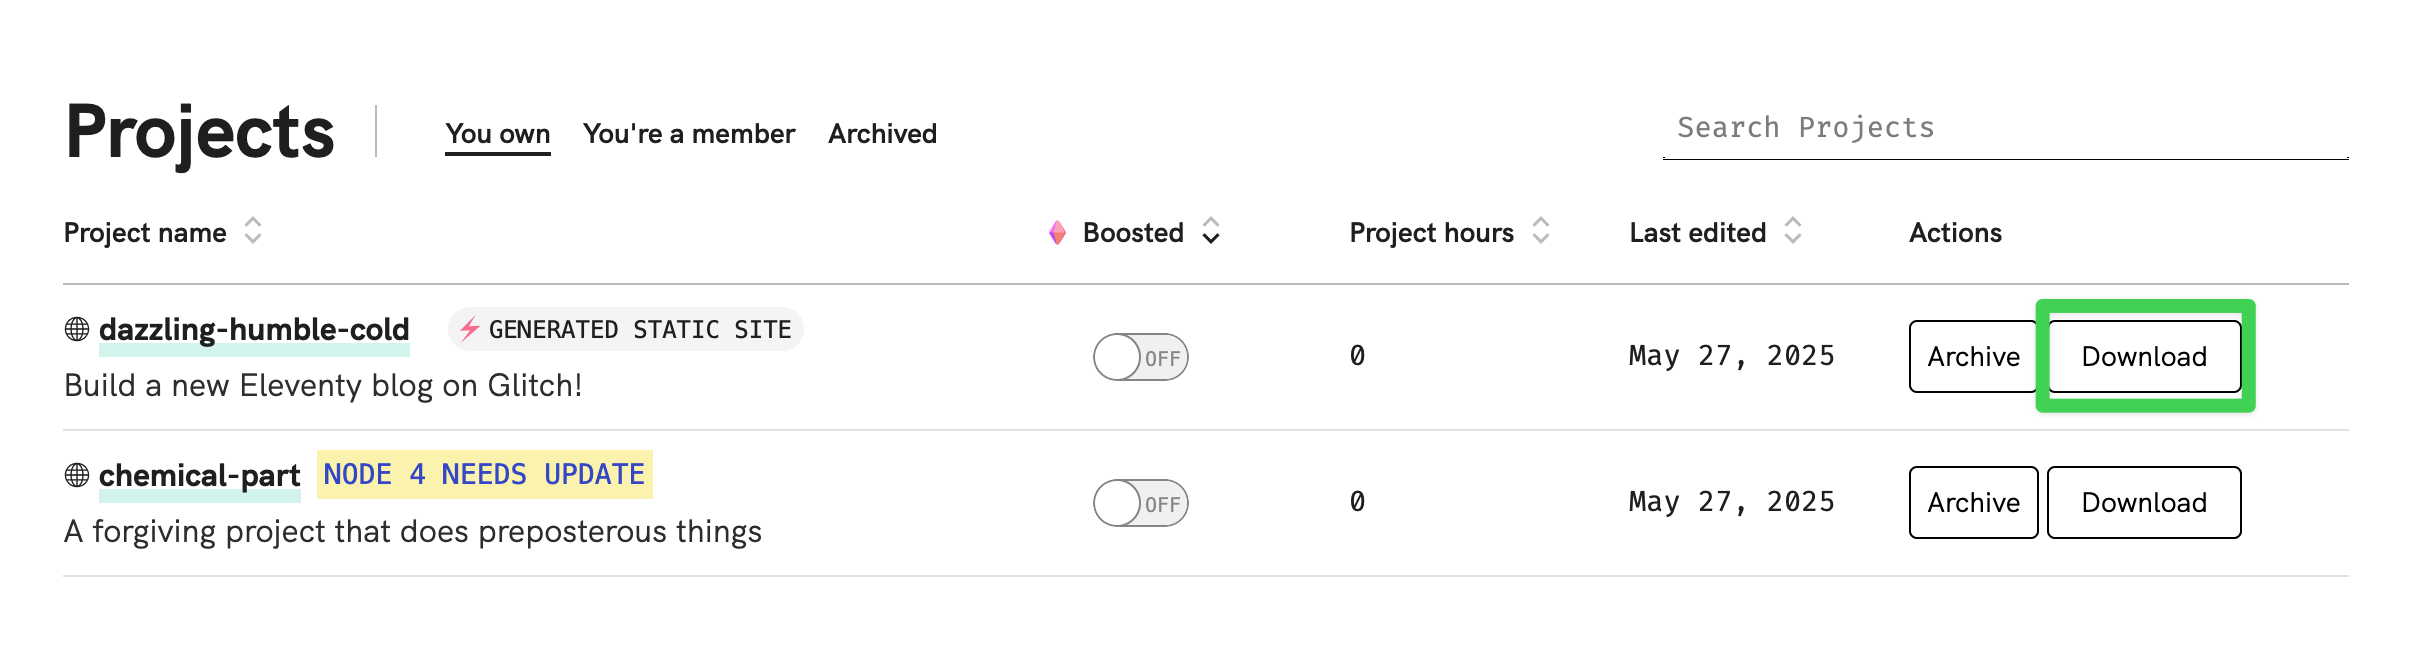 Projects
You own You're a member Archived
Search Projects
Project name Boosted Project hours Last edited Actions
dazzling-humble-cold GENERATED STATIC SITE
Build a new Eleventy blog on Glitch!
OFF 0 May 27, 2025 Archive Download
chemical-part NODE 4 NEEDS UPDATE
A forgiving project that does preposterous things
OFF 0 May 27, 2025 Archive Download